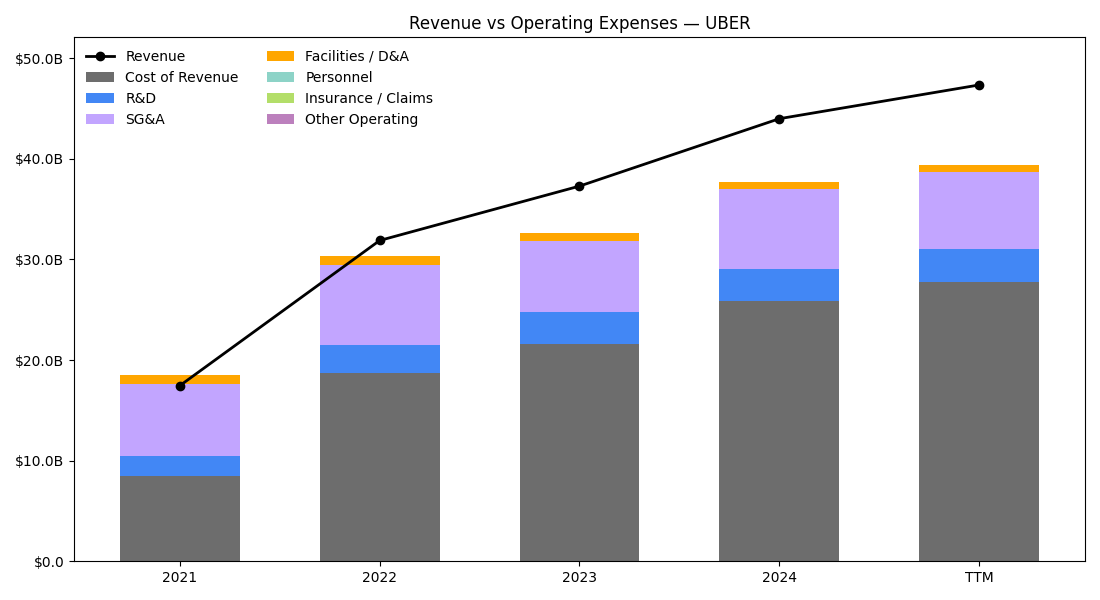 Revenue vs Operating Expenses — UBER
$50.0B
$40.0B
$30.0B
$20.0B
$10.0B
$0.0
Revenue
Cost of Revenue
R&D
SG&A
Facilities / D&A
Personnel
Insurance / Claims
Other Operating
2021
2022
2023
2024
TTM